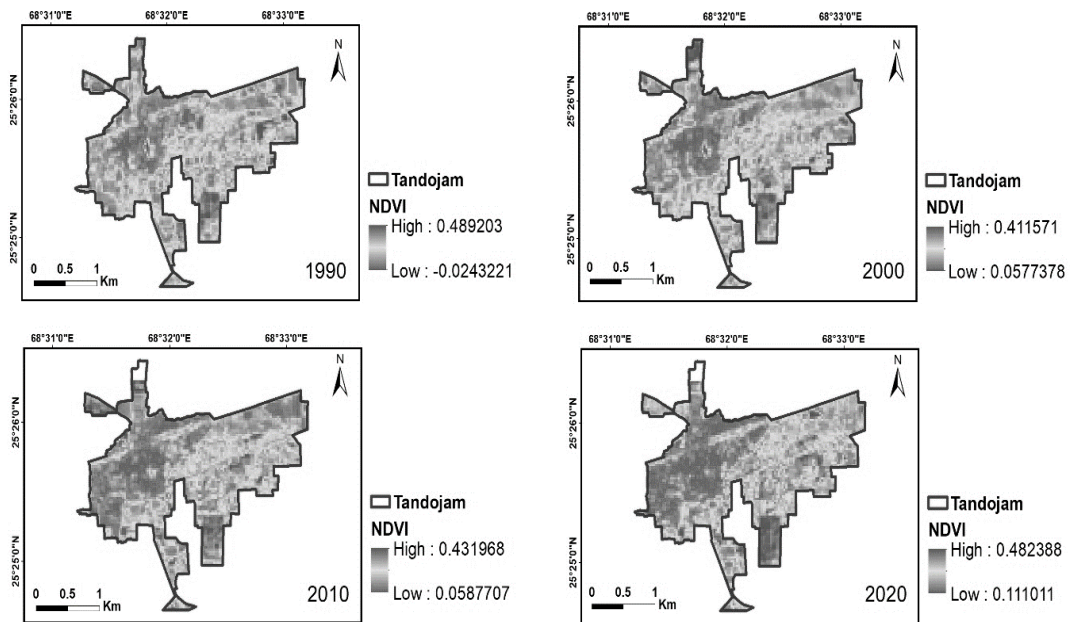 68°31'0"E 68°32'0"E 68°33'0"E
N
25°26'0"N
25°25'0"N
0 0.5 1
Km
1990
Tandojam
NDVI
High : 0.489203
Low : -0.0243221
68°31'0"E 68°32'0"E 68°33'0"E
N
25°26'0"N
25°25'0"N
0 0.5 1
Km
2000
Tandojam
NDVI
High : 0.411571
Low : 0.0577378
68°31'0"E 68°32'0"E 68°33'0"E
N
25°26'0"N
25°25'0"N
0 0.5 1
Km
2010
Tandojam
NDVI
High : 0.431968
Low : 0.0587707
68°31'0"E 68°32'0"E 68°33'0"E
N
25°26'0"N
25°25'0"N
0 0.5 1
Km
2020
Tandojam
NDVI
High : 0.482388
Low : 0.111011